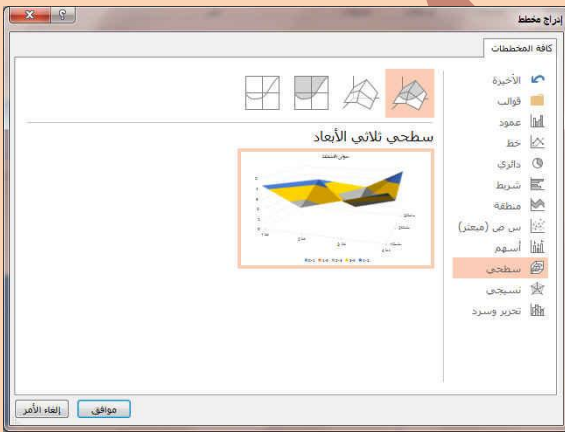 إدراج مخطط
كافة المخططات
الأخيرة
قوالب
عمود
خط
دائري
شريط
منطقة
س ص (مبعثر)
أسهم
سطحي
نسيجي
تحرير وسرد
سطحي ثلاثي الأبعاد
موافق
إلغاء الأمر